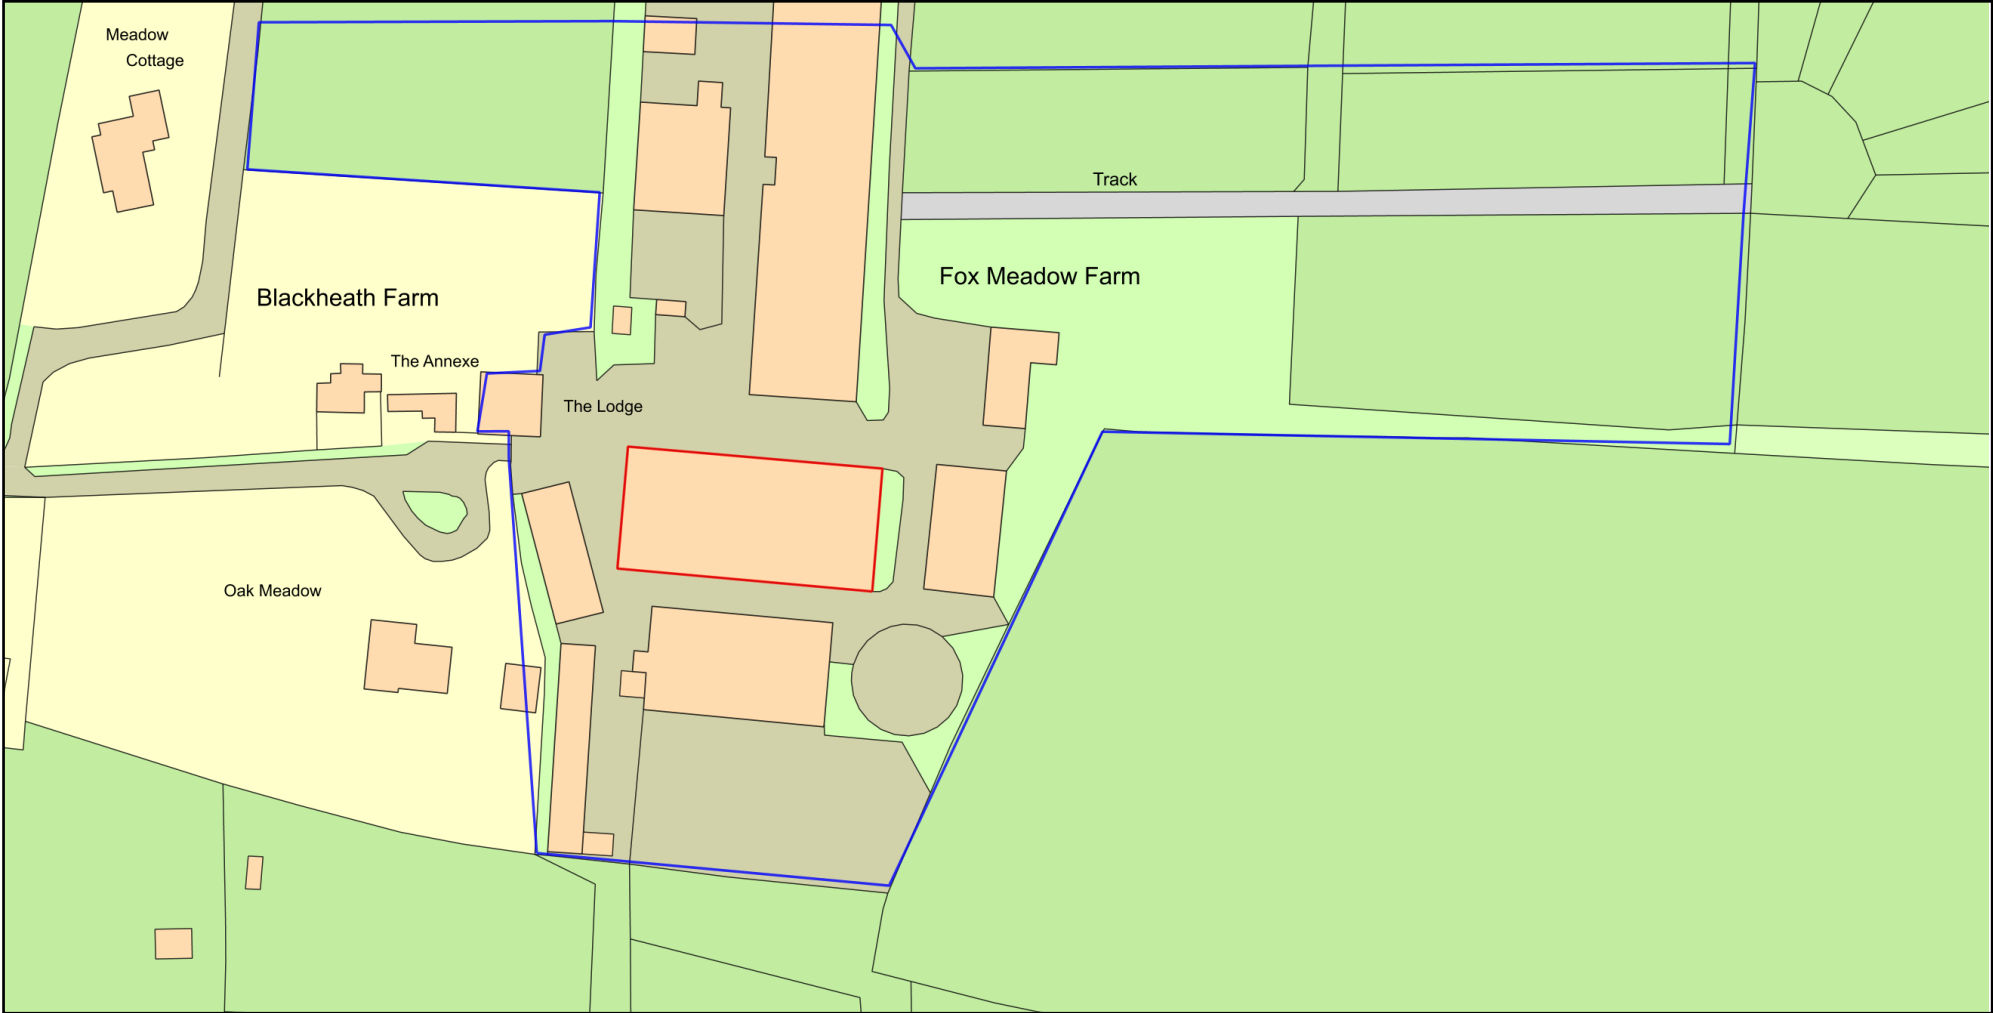 Meadow
Cottage
Track
Fox Meadow Farm
Blackheath Farm
The Annexe
The Lodge
Oak Meadow